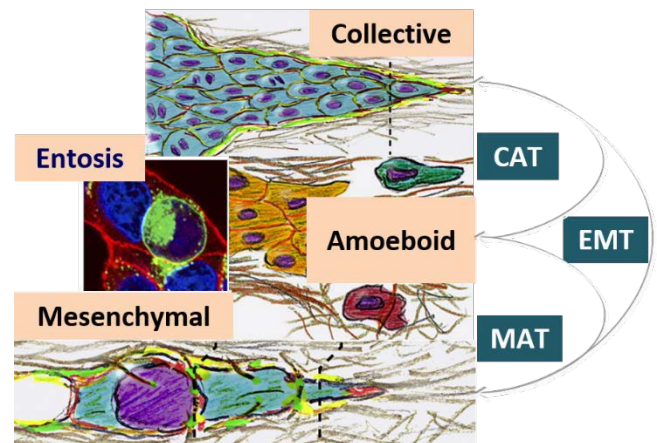 Collective
Entosis
CAT
Amoeboid
EMT
Mesenchymal
MAT